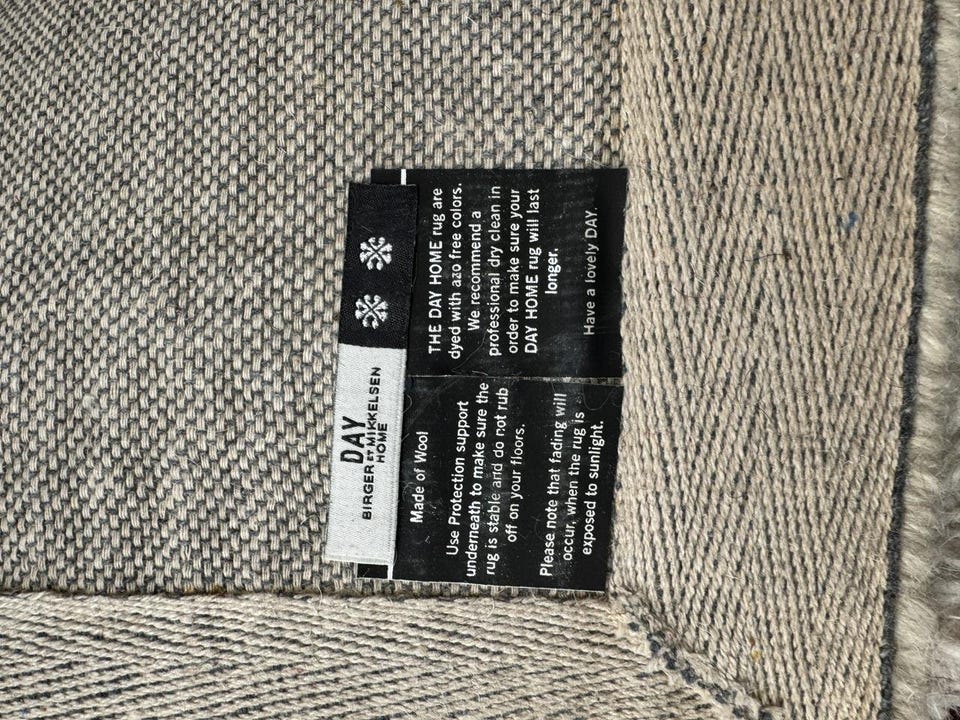 DAY
BIRGER ET MIKKELSEN
HOME
Made of Wool
Use Protection support
underneath to make sure the
rug is stable and do not rub
off on your floors.
Please note that fading will
occur, when the rug is
exposed to sunlight.
THE DAY HOME rug are
dyed with azo free colors.
We recommend a
professional dry clean in
order to make sure your
DAY HOME rug will last
longer.
Have a lovely DAY.